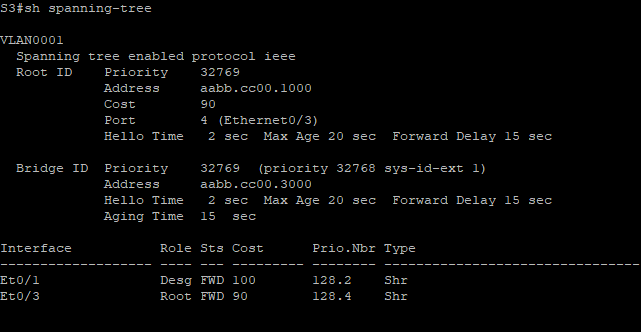 S3#sh spanning-tree
VLAN0001
  Spanning tree enabled protocol ieee
  Root ID    Priority    32769
             Address     aabb.cc00.1000
             Cost        90
             Port        4 (Ethernet0/3)
             Hello Time   2 sec  Max Age 20 sec  Forward Delay 15 sec
  Bridge ID  Priority    32769  (priority 32768 sys-id-ext 1)
             Address     aabb.cc00.3000
             Hello Time   2 sec  Max Age 20 sec  Forward Delay 15 sec
             Aging Time  15  sec
Interface           Role Sts Cost      Prio.Nbr Type
------------------- ---- --- --------- -------- --------------------------------
Et0/1               Desg FWD 100       128.2    Shr
Et0/3               Root FWD 90        128.4    Shr